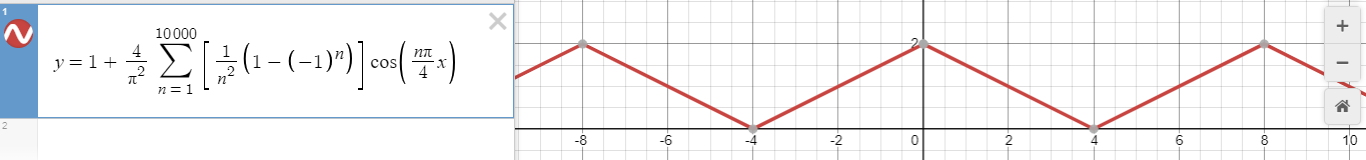 1
y = 1 + 4/π² ∑_{n=1}^{10000} [1/n² (1 − (−1)ⁿ)] cos(nπ/4 x)
2
2
-8 -6 -4 -2 0 2 4 6 8 10